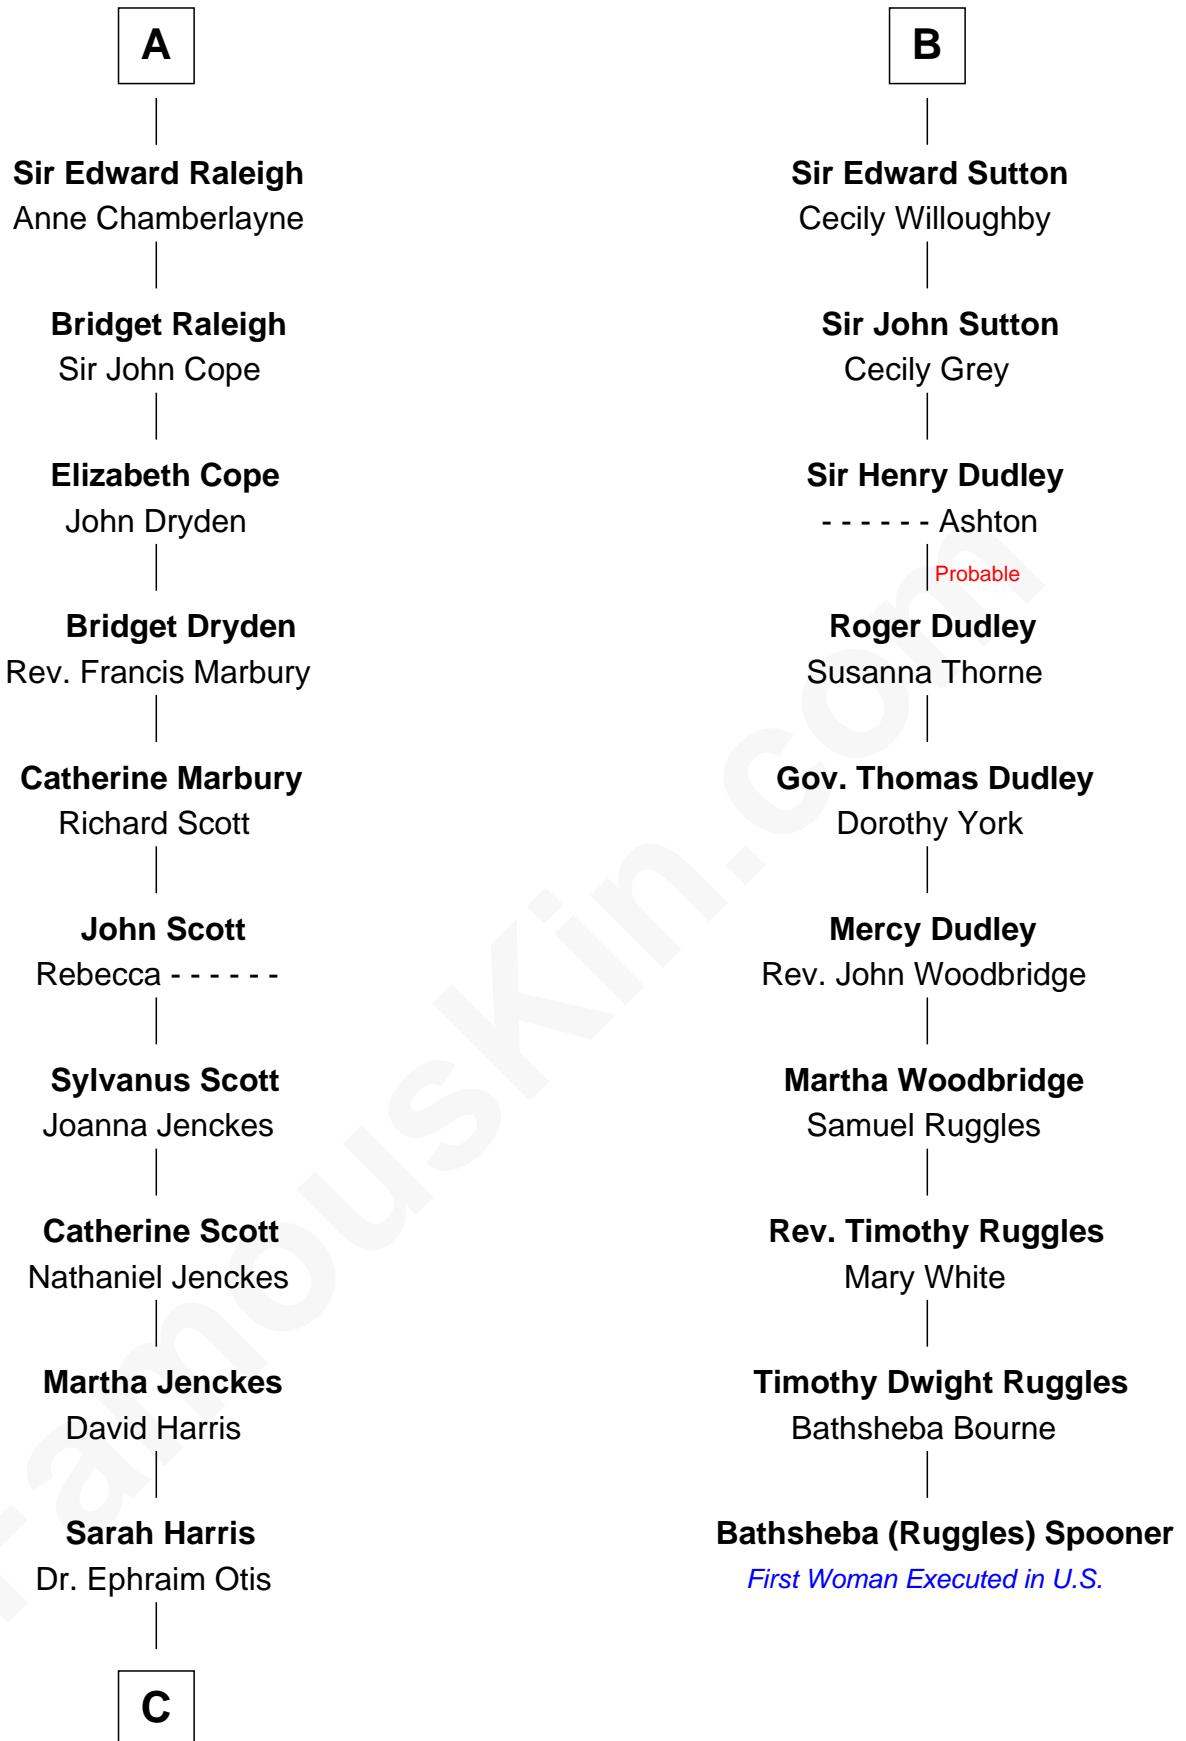 A
Sir Edward Raleigh
Anne Chamberlayne
Bridget Raleigh
Sir John Cope
Elizabeth Cope
John Dryden
Bridget Dryden
Rev. Francis Marbury
Catherine Marbury
Richard Scott
John Scott
Rebecca - - - - - -
Sylvanus Scott
Joanna Jenckes
Catherine Scott
Nathaniel Jenckes
Martha Jenckes
David Harris
Sarah Harris
Dr. Ephraim Otis
C
B
Sir Edward Sutton
Cecily Willoughby
Sir John Sutton
Cecily Grey
Sir Henry Dudley
- - - - - - Ashton
Probable
Roger Dudley
Susanna Thorne
Gov. Thomas Dudley
Dorothy York
Mercy Dudley
Rev. John Woodbridge
Martha Woodbridge
Samuel Ruggles
Rev. Timothy Ruggles
Mary White
Timothy Dwight Ruggles
Bathsheba Bourne
Bathsheba (Ruggles) Spooner
First Woman Executed in U.S.
FamousKin.com